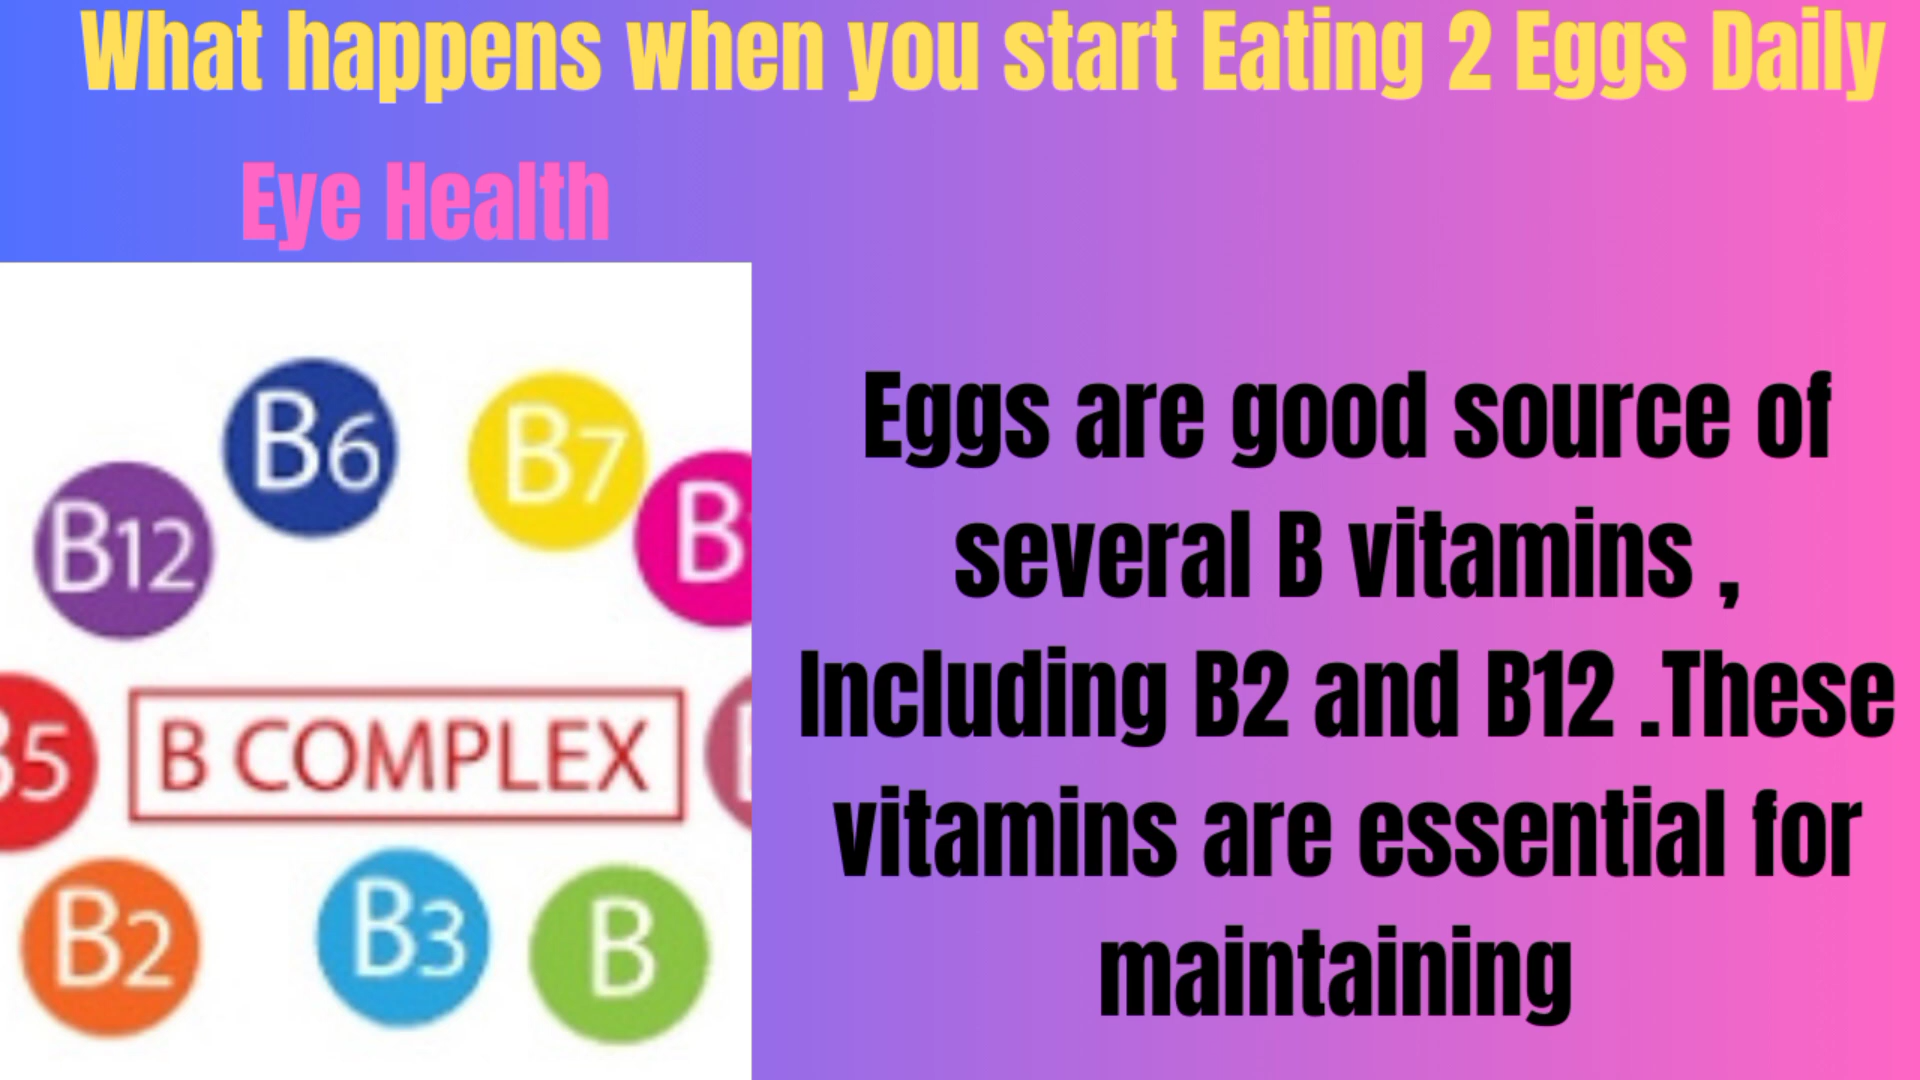 What happens when you start Eating 2 Eggs Daily
Eye Health
B6
B7
B12
B
B5
B COMPLEX
B2
B3
B
Eggs are good source of
several B vitamins ,
Including B2 and B12 .These
vitamins are essential for
maintaining